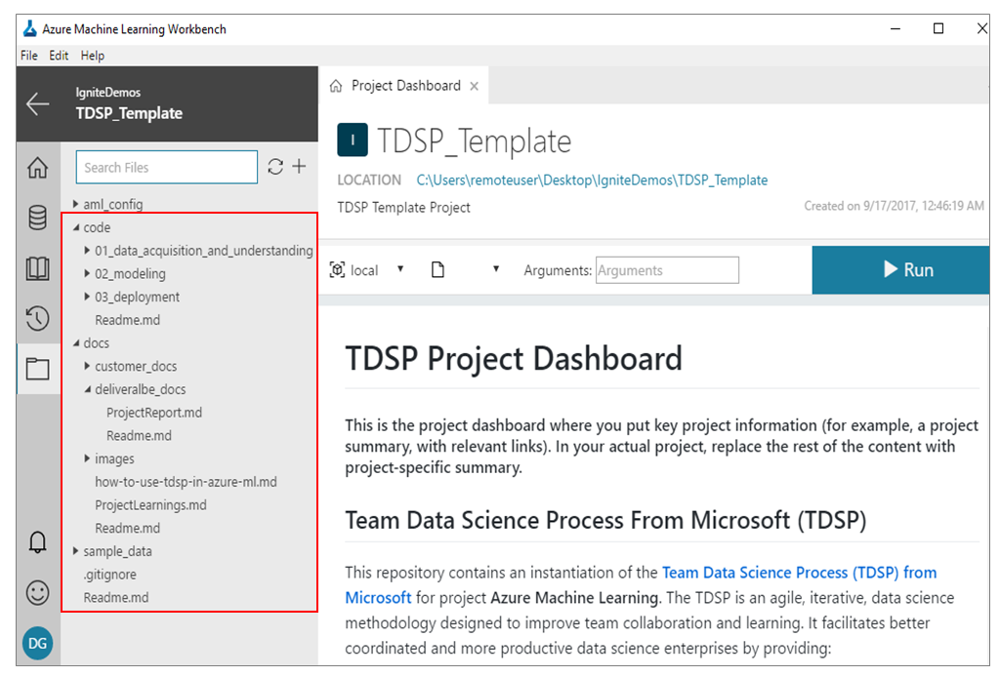 Azure Machine Learning Workbench
File Edit Help
IgniteDemos
TDSP_Template
Search Files
aml_config
code
01_data_acquisition_and_understanding
02_modeling
03_deployment
Readme.md
docs
customer_docs
deliveralbe_docs
ProjectReport.md
Readme.md
images
how-to-use-tdsp-in-azure-ml.md
ProjectLearnings.md
Readme.md
sample_data
.gitignore
Readme.md
DG
Project Dashboard
I
TDSP_Template
LOCATION C:\Users\remoteuser\Desktop\IgniteDemos\TDSP_Template
TDSP Template Project
Created on 9/17/2017, 12:46:19 AM
local
Arguments: Arguments
Run
TDSP Project Dashboard
This is the project dashboard where you put key project information (for example, a project
summary, with relevant links). In your actual project, replace the rest of the content with
project-specific summary.
Team Data Science Process From Microsoft (TDSP)
This repository contains an instantiation of the Team Data Science Process (TDSP) from
Microsoft for project Azure Machine Learning. The TDSP is an agile, iterative, data science
methodology designed to improve team collaboration and learning. It facilitates better
coordinated and more productive data science enterprises by providing: